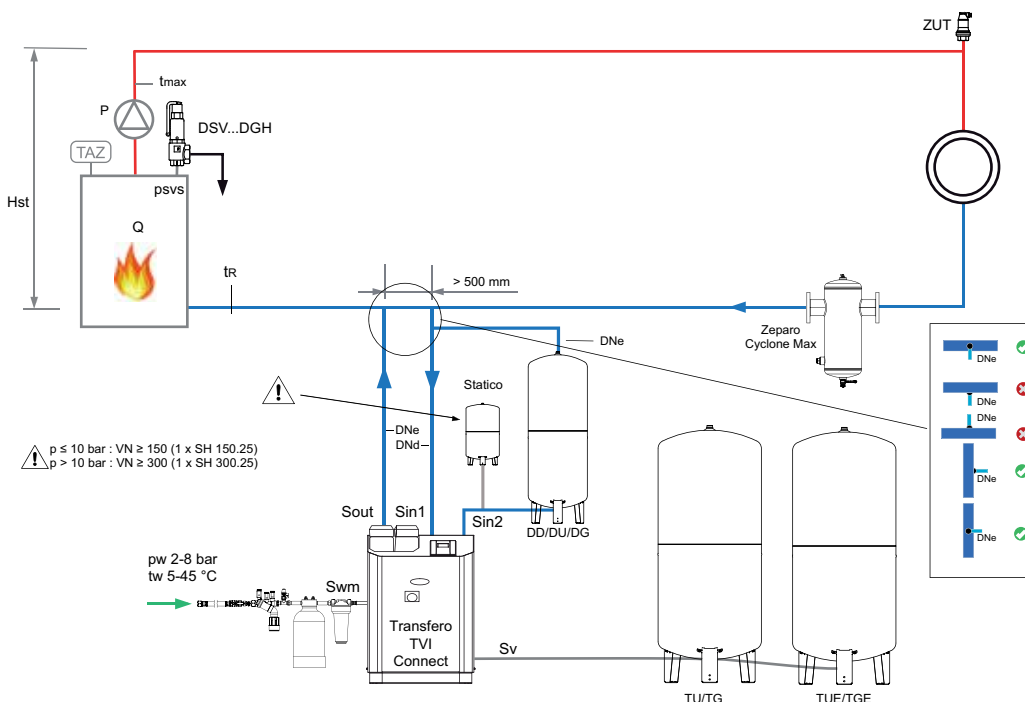 ZUT
tmax
P
DSV...DGH
TAZ
psvs
Hst
Q
tR
> 500 mm
DNe
Zeparo
Cyclone Max
Statico
DNe
DNd
p ≤ 10 bar : VN ≥ 150 (1 x SH 150.25)
p > 10 bar : VN ≥ 300 (1 x SH 300.25)
Sout
Sin1
Sin2
DD/DU/DG
pw 2-8 bar
tw 5-45 °C
Swm
Transfero
TVI
Connect
Sv
TU/TG
TUE/TGE
DNe
DNe
DNe
DNe
DNe